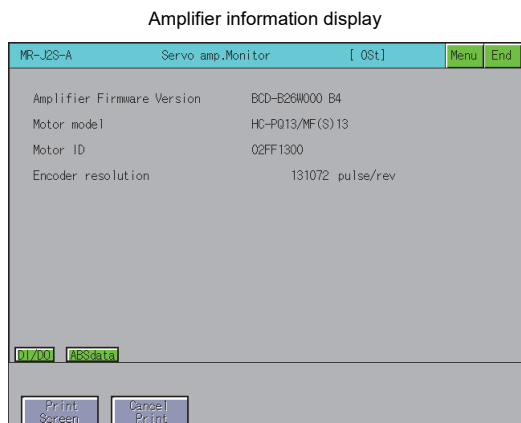 Amplifier information display
MR-J2S-A Servo amp.Monitor [ 0St] Menu End
Amplifier Firmware Version BCD-B26W000 B4
Motor model HC-PQ13/MF(S)13
Motor ID 02FF1300
Encoder resolution 131072 pulse/rev
DI/DO ABSdata
Print Cancel
Screen Print